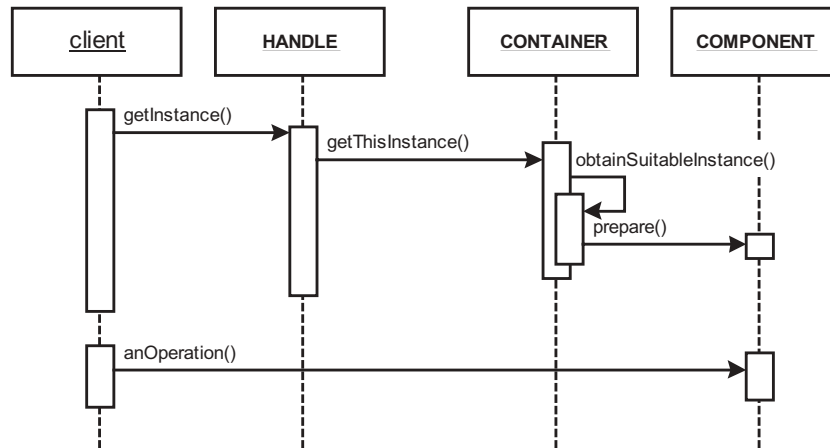 client
HANDLE
CONTAINER
COMPONENT
getInstance()
getThisInstance()
obtainSuitableInstance()
prepare()
anOperation()